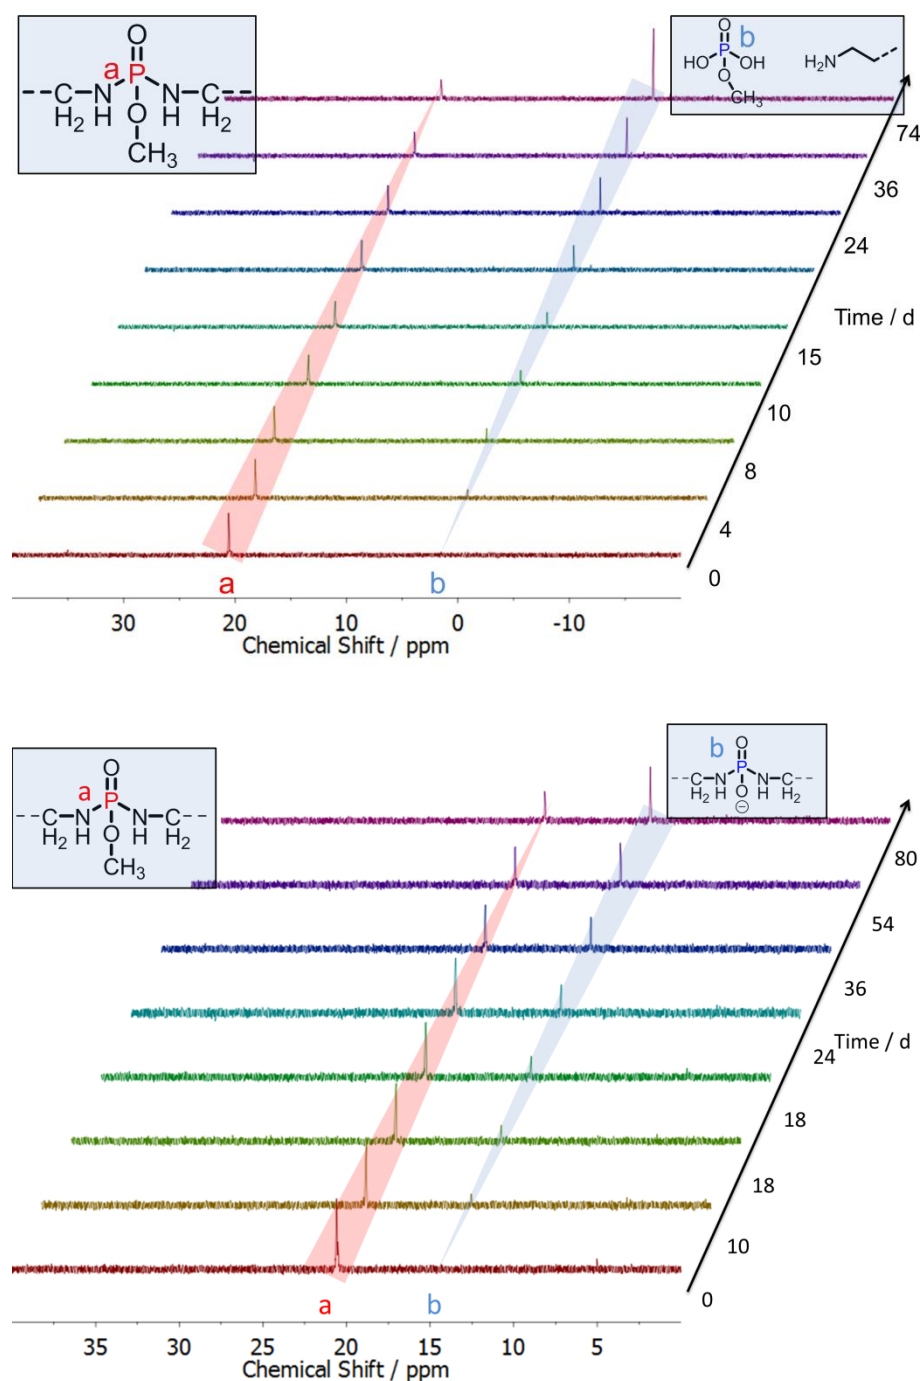 O
b
O
a
P
HO
P
OH
H₂N
C
N
N
C
O
H₂
H
O
H
H₂
CH₃
CH₃
74
36
24
Time / d
15
10
8
4
0
a
b
30 20 10 0 -10
Chemical Shift / ppm
O
b
O
a
P
C
N
N
C
C
N
P
N
C
H₂
H
O
H
H₂
H₂
H
O
H
H₂
⊖
CH₃
80
54
36
24
Time / d
18
18
10
0
a
b
35 30 25 20 15 10 5
Chemical Shift / ppm